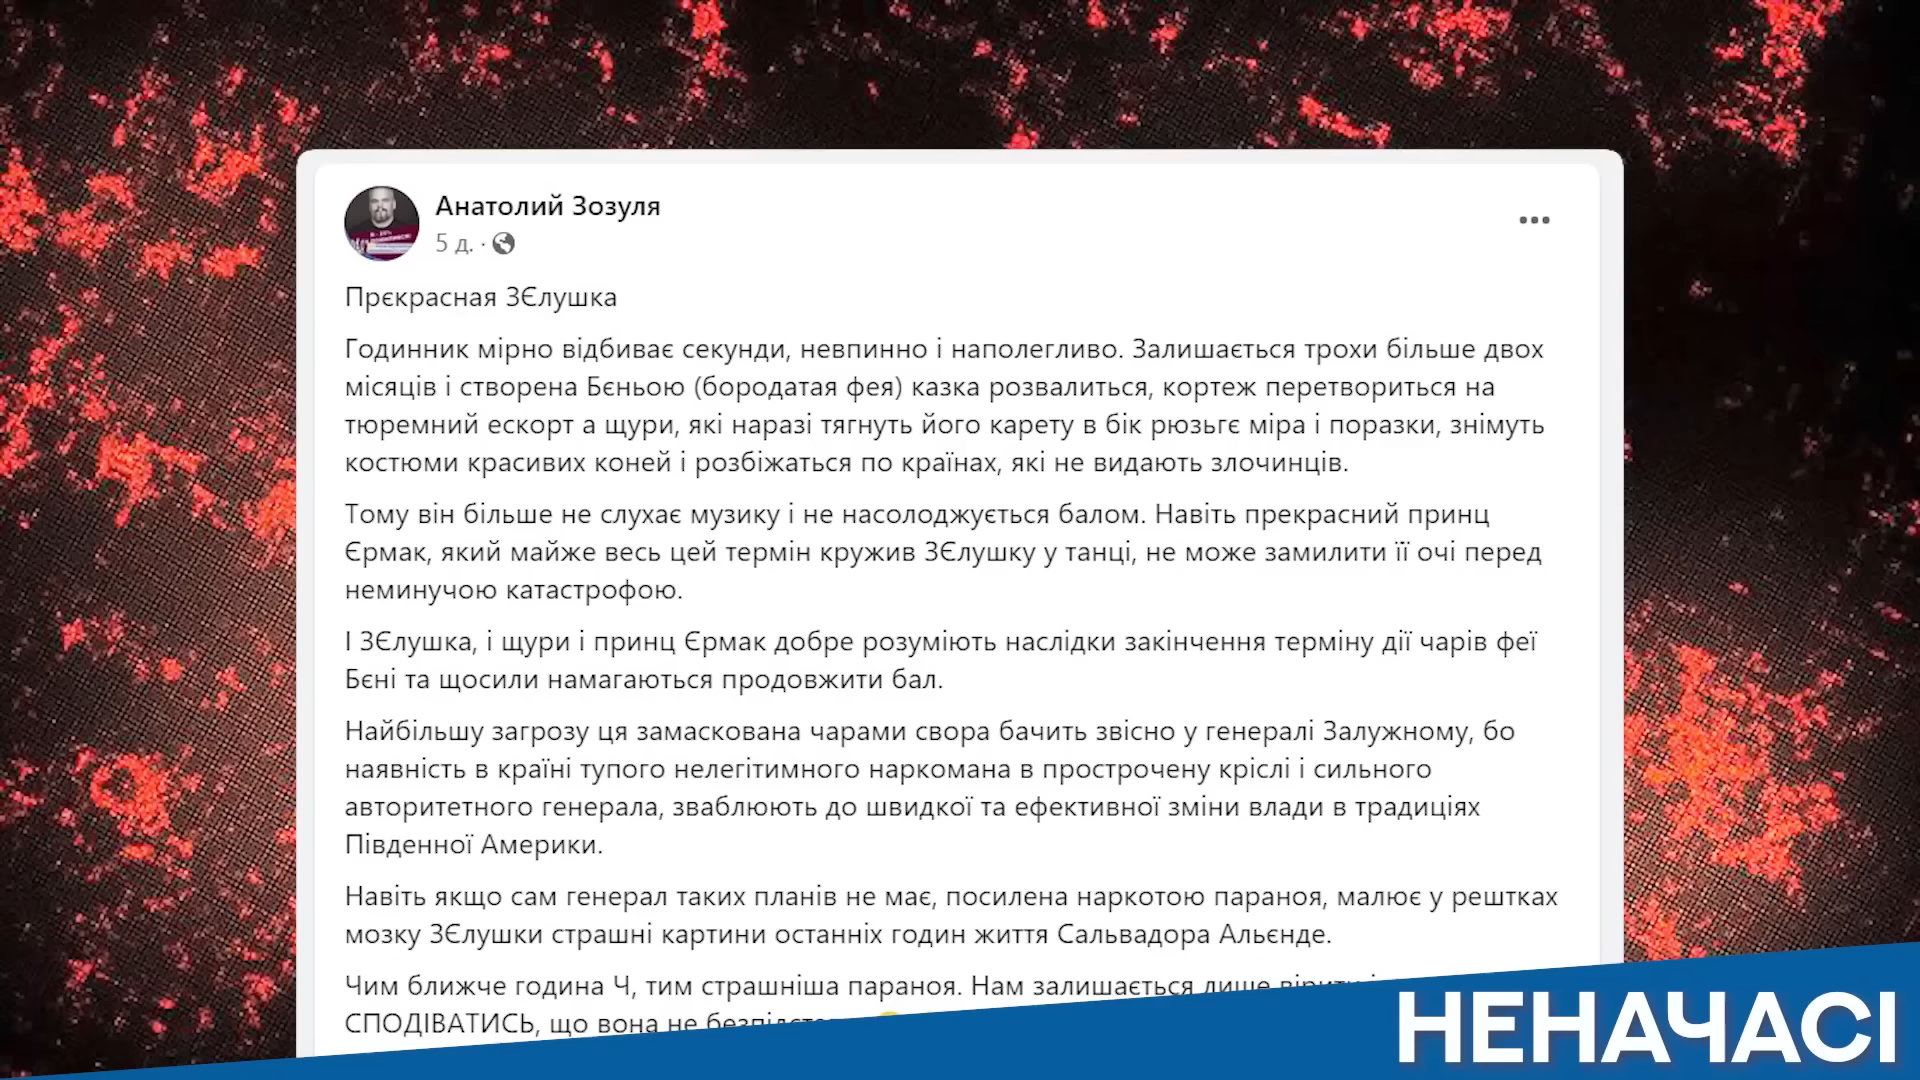 Анатолий Зозуля
5 д. ·
Прєкрасная ЗЄлушка
Годинник мірно відбиває секунди, невпинно і наполегливо. Залишається трохи більше двох
місяців і створена Бєньою (бородатая фея) казка розвалиться, кортеж перетвориться на
тюремний ескорт а щури, які наразі тягнуть його карету в бік рюзьгє міра і поразки, знімуть
костюми красивих коней і розбіжаться по країнах, які не видають злочинців.
Тому він більше не слухає музику і не насолоджується балом. Навіть прекрасний принц
Єрмак, який майже весь цей термін кружив ЗЄлушку у танці, не може замилити її очі перед
неминучою катастрофою.
І ЗЄлушка, і щури і принц Єрмак добре розуміють наслідки закінчення терміну дії чарів феї
Бєні та щосили намагаються продовжити бал.
Найбільшу загрозу ця замаскована чарами свора бачить звісно у генералі Залужному, бо
наявність в країні тупого нелегітимного наркомана в прострочену кріслі і сильного
авторитетного генерала, зваблюють до швидкої та ефективної зміни влади в традиціях
Південної Америки.
Навіть якщо сам генерал таких планів не має, посилена наркотою параноя, малює у рештках
мозку ЗЄлушки страшні картини останніх годин життя Сальвадора Альєнде.
Чим ближче година Ч, тим страшніша параноя. Нам залишається лише
СПОДІВАТИСЬ, що вона не
НЕНАЧАСІ